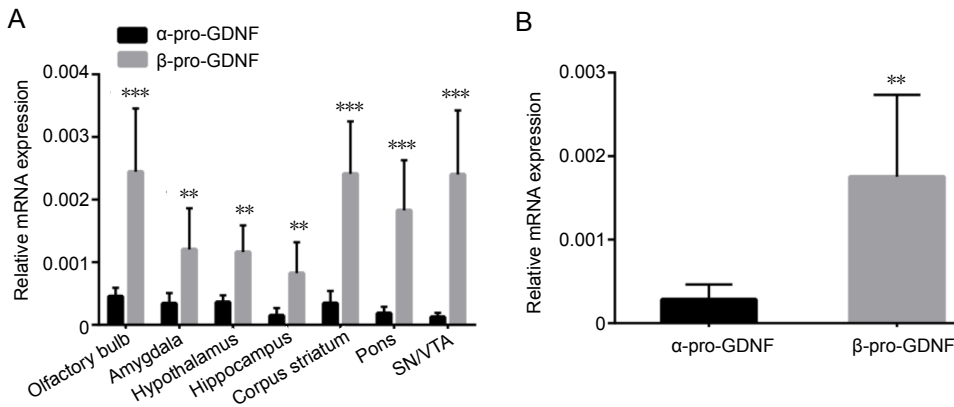 A
α-pro-GDNF
β-pro-GDNF
Relative mRNA expression
0.004
0.003
0.002
0.001
0
***
**
**
**
***
***
***
Olfactory bulb
Amygdala
Hypothalamus
Hippocampus
Corpus striatum
Pons
SN/VTA
B
Relative mRNA expression
0.003
0.002
0.001
0
**
α-pro-GDNF
β-pro-GDNF